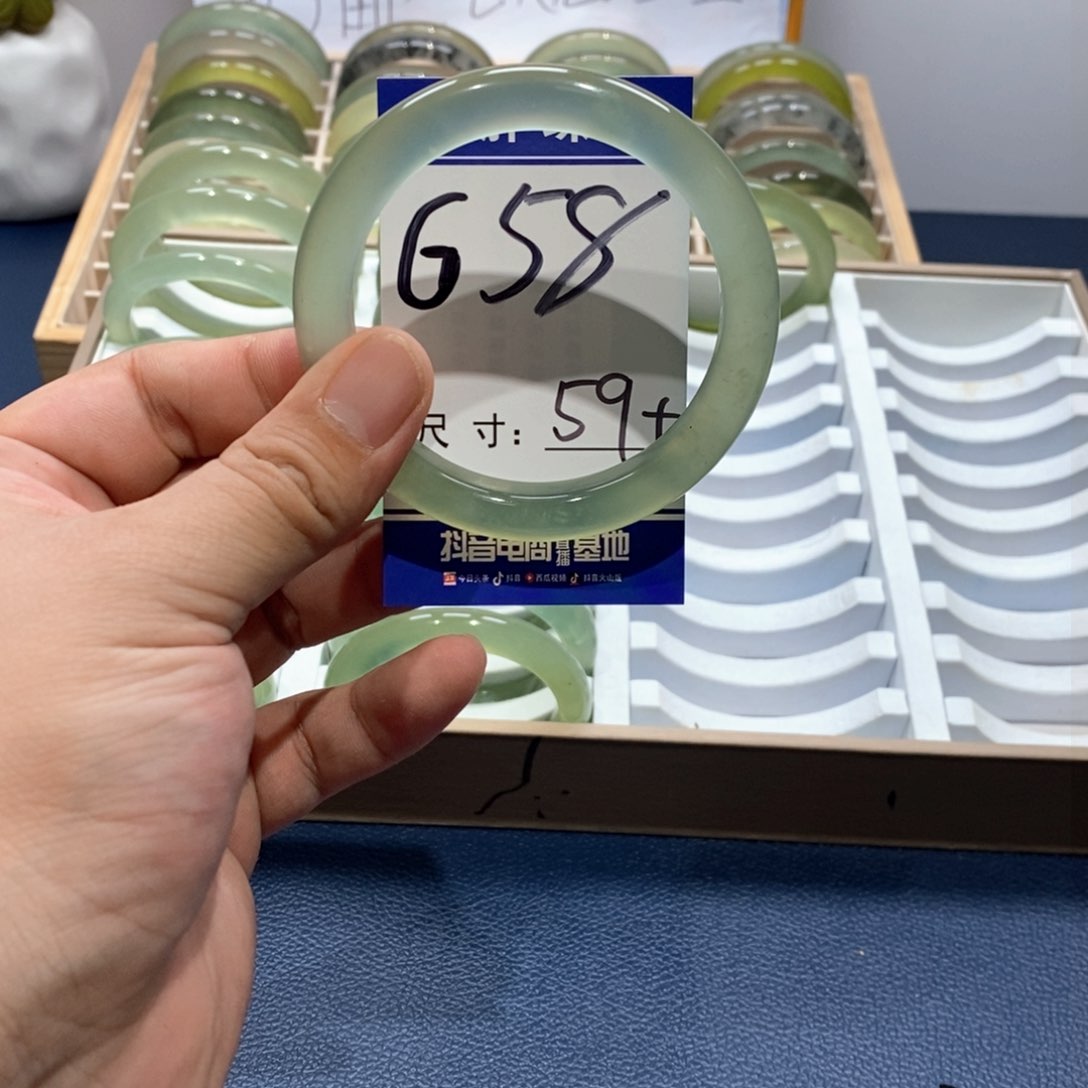 G58
尺寸: 59+
抖音电商直播基地
今日头条 抖音 西瓜视频 抖音火山版